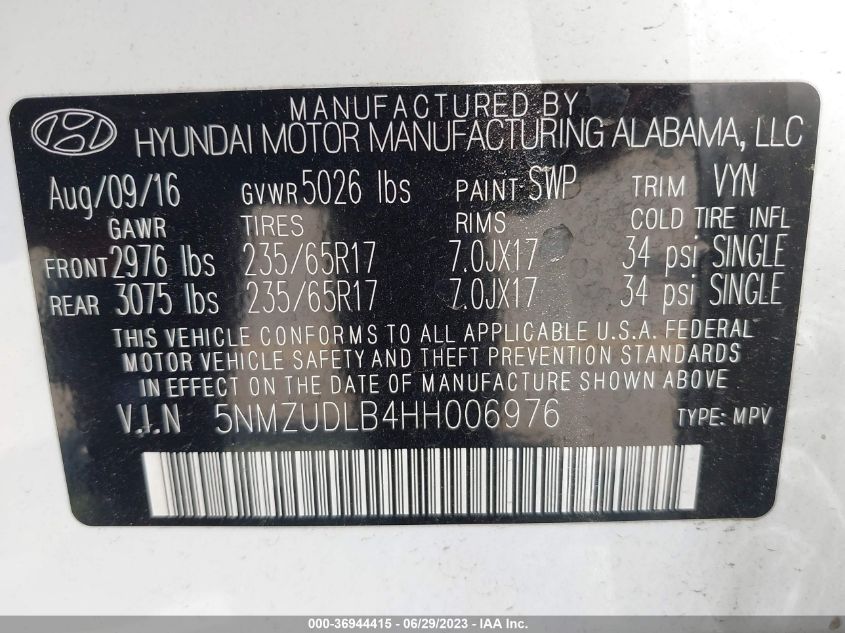 MANUFACTURED BY
HYUNDAI MOTOR MANUFACTURING ALABAMA, LLC
Aug/09/16 GVWR 5026 lbs PAINT SWP TRIM VYN
GAWR TIRES RIMS COLD TIRE INFL
FRONT 2976 lbs 235/65R17 7.0JX17 34 psi SINGLE
REAR 3075 lbs 235/65R17 7.0JX17 34 psi SINGLE
THIS VEHICLE CONFORMS TO ALL APPLICABLE U.S.A. FEDERAL
MOTOR VEHICLE SAFETY AND THEFT PREVENTION STANDARDS
IN EFFECT ON THE DATE OF MANUFACTURE SHOWN ABOVE.
V.I.N 5NMZUDLB4HH006976 TYPE: MPV
000-36944415 - 06/29/2023 - IAAI.COM